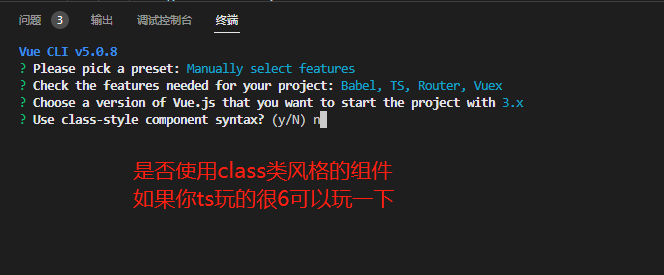 问题 3 输出 调试控制台 终端
Vue CLI v5.0.8
? Please pick a preset: Manually select features
? Check the features needed for your project: Babel, TS, Router, Vuex
? Choose a version of Vue.js that you want to start the project with 3.x
? Use class-style component syntax? (y/N) n
是否使用class类风格的组件
如果你ts玩的很6可以玩一下